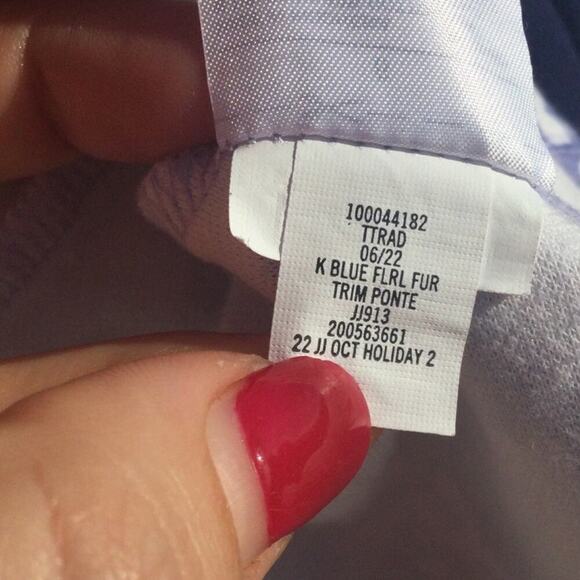 100044182
TTRAD
06/22
K BLUE FLRL FUR
TRIM PONTE
JJ913
200563661
22 JJ OCT HOLIDAY 2